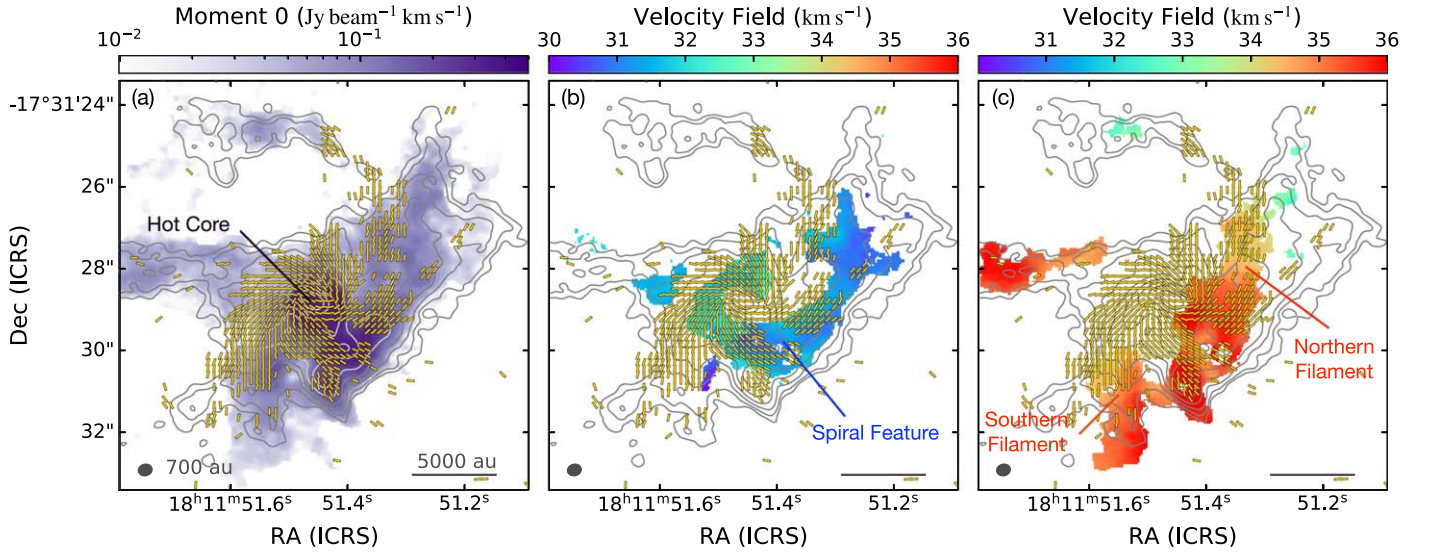 Moment 0 (Jy beam⁻¹ km s⁻¹)
10⁻² 10⁻¹
Velocity Field (km s⁻¹)
30 31 32 33 34 35 36
Velocity Field (km s⁻¹)
31 32 33 34 35 36
(a)
Hot Core
700 au
5000 au
(b)
Spiral Feature
(c)
Northern
Filament
Southern
Filament
-17°31'24"
26"
28"
30"
32"
Dec (ICRS)
18ʰ11ᵐ51.6ˢ 51.4ˢ 51.2ˢ
RA (ICRS)
18ʰ11ᵐ51.6ˢ 51.4ˢ 51.2ˢ
RA (ICRS)
18ʰ11ᵐ51.6ˢ 51.4ˢ 51.2ˢ
RA (ICRS)